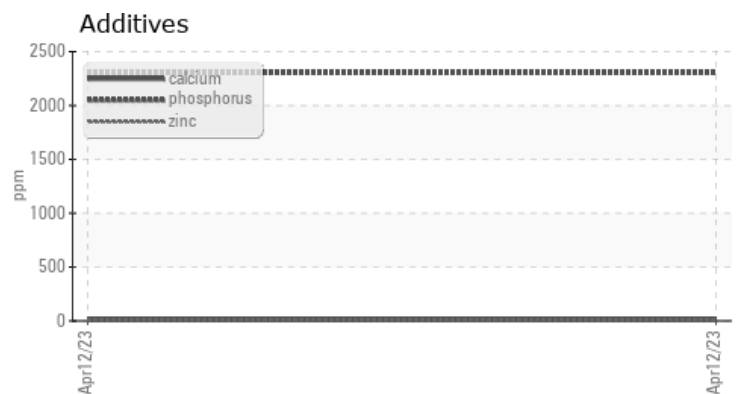 Additives
2500
2000
1500
1000
500
0
ppm
calcium
phosphorus
zinc
Apr12/23
Apr12/23